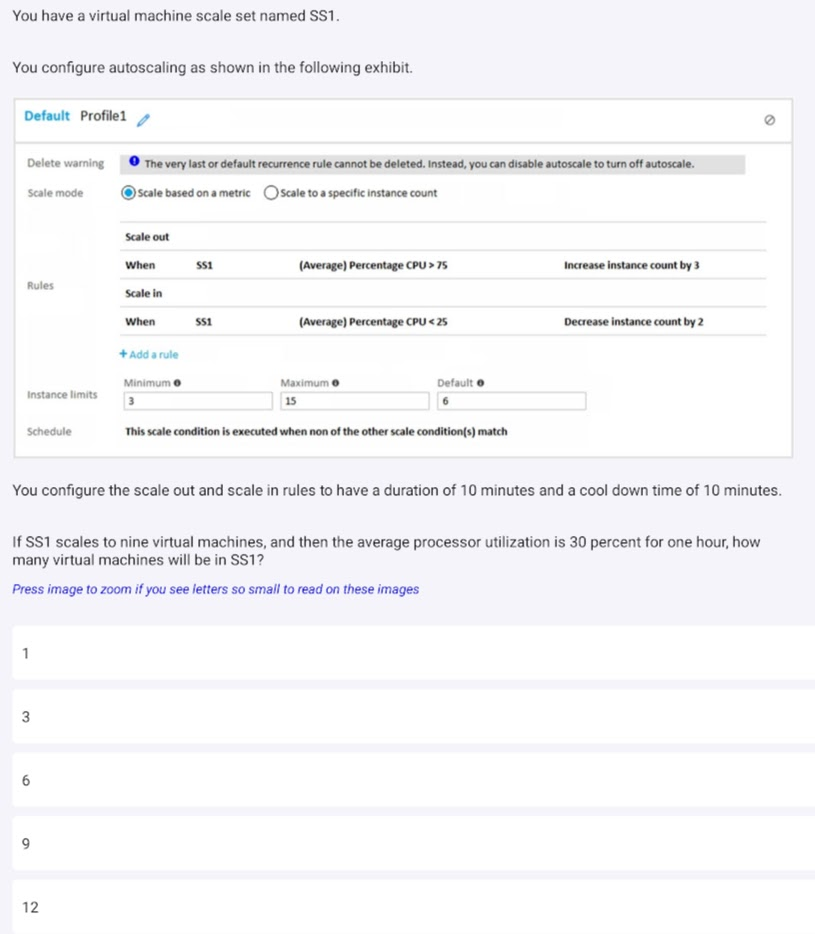 You have a virtual machine scale set named SS1.
You configure autoscaling as shown in the following exhibit.
Default Profile1
Delete warning The very last or default recurrence rule cannot be deleted. Instead, you can disable autoscale to turn off autoscale.
Scale mode Scale based on a metric Scale to a specific instance count
Scale out
When SS1 (Average) Percentage CPU > 75 Increase instance count by 3
Rules
Scale in
When SS1 (Average) Percentage CPU < 25 Decrease instance count by 2
+ Add a rule
Minimum Maximum Default
Instance limits
3 15 6
Schedule This scale condition is executed when non of the other scale condition(s) match
You configure the scale out and scale in rules to have a duration of 10 minutes and a cool down time of 10 minutes.
If SS1 scales to nine virtual machines, and then the average processor utilization is 30 percent for one hour, how
many virtual machines will be in SS1?
Press image to zoom if you see letters so small to read on these images
1
3
6
9
12